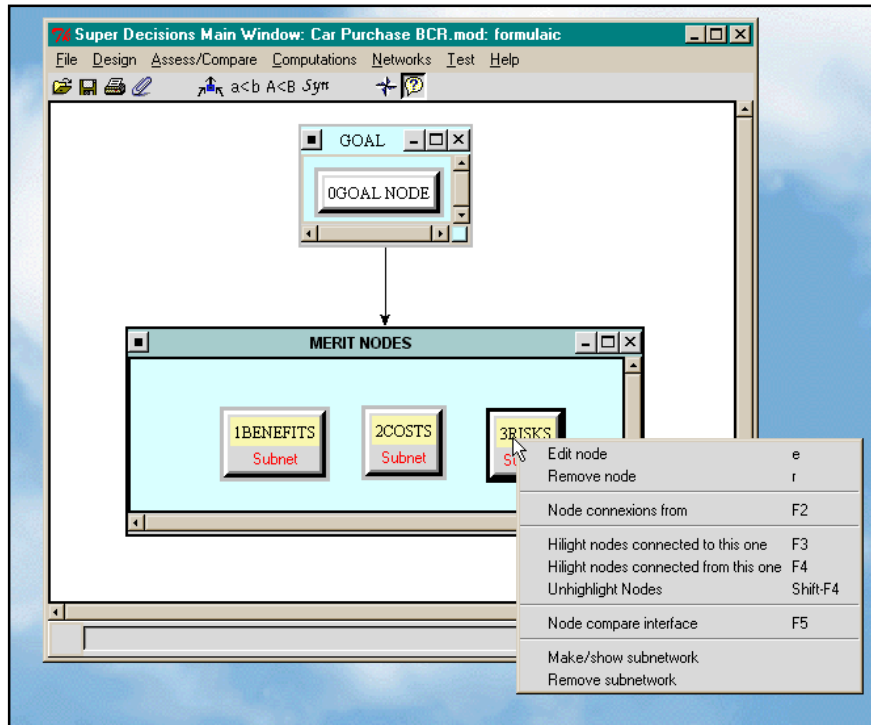 Super Decisions Main Window: Car Purchase BCR.mod: formulaic
File Design Assess/Compare Computations Networks Test Help
a<b A<B Syn
GOAL
0GOAL NODE
MERIT NODES
1BENEFITS 2COSTS 3RISKS
Subnet Subnet
Edit node e
Remove node r
Node connexions from F2
Hilight nodes connected to this one F3
Hilight nodes connected from this one F4
Unhighlight Nodes Shift-F4
Node compare interface F5
Make/show subnetwork
Remove subnetwork